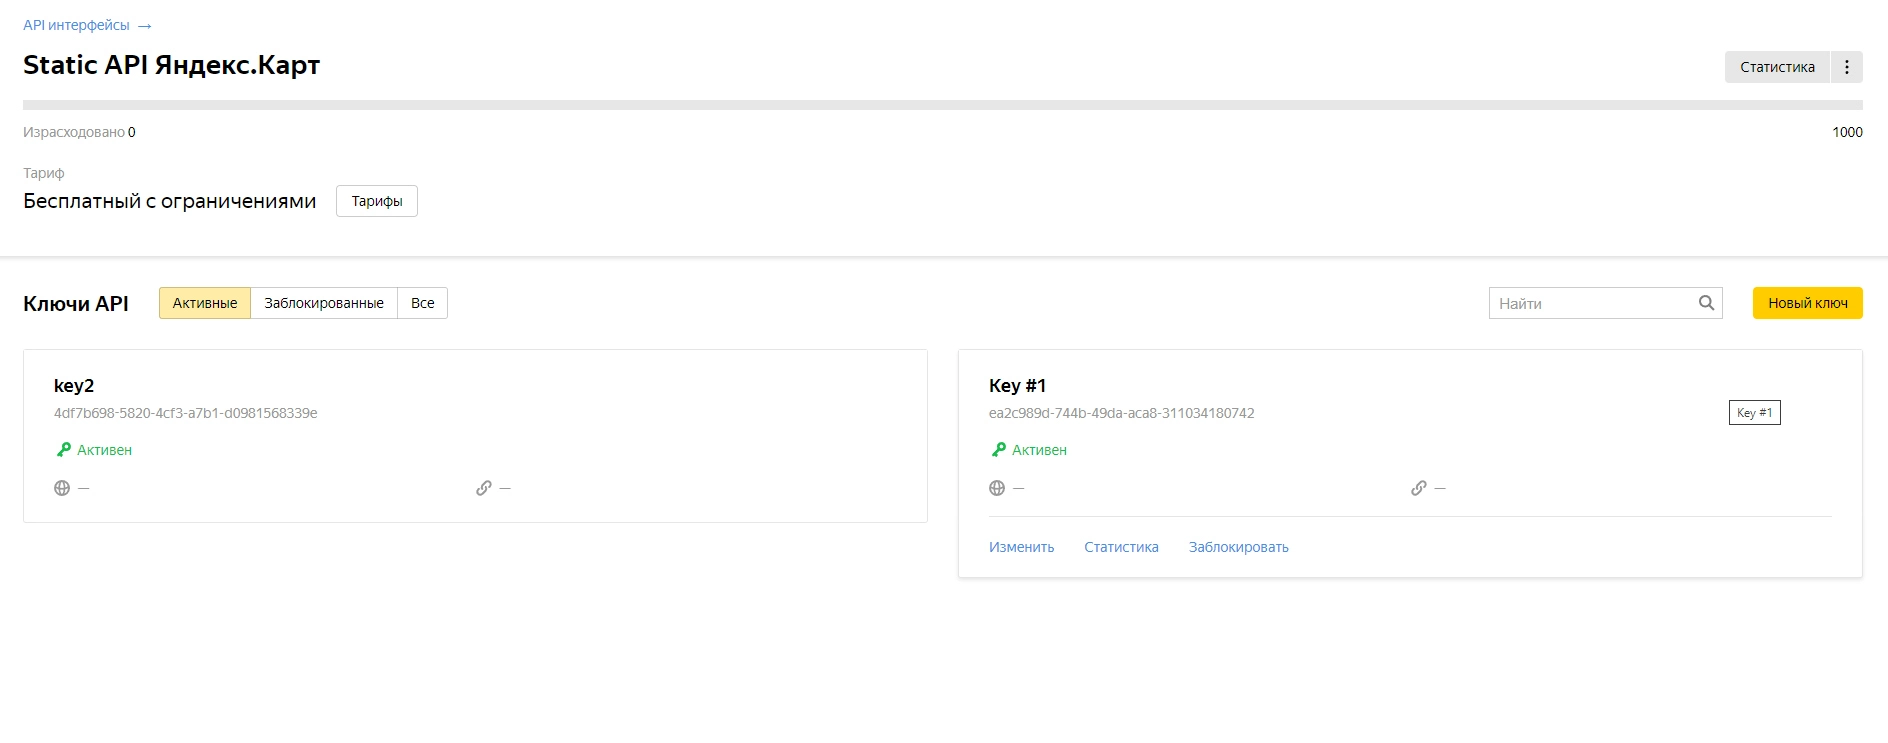 API интерфейсы →
Static API Яндекс.Карт
Статистика
Израсходовано 0
1000
Тариф
Бесплатный с ограничениями
Тарифы
Ключи API
Активные
Заблокированные
Все
Найти
Новый ключ
key2
4df7b698-5820-4cf3-a7b1-d0981568339e
Активен
—
—
Key #1
ea2c989d-744b-49da-aca8-311034180742
Key #1
Активен
—
—
Изменить
Статистика
Заблокировать